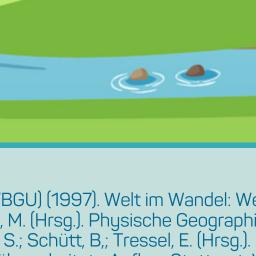 BGU) (1997). Welt im Wandel: We
, M. (Hrsg.). Physische Geographi
S.; Schütt, B,; Tressel, E. (Hrsg.).